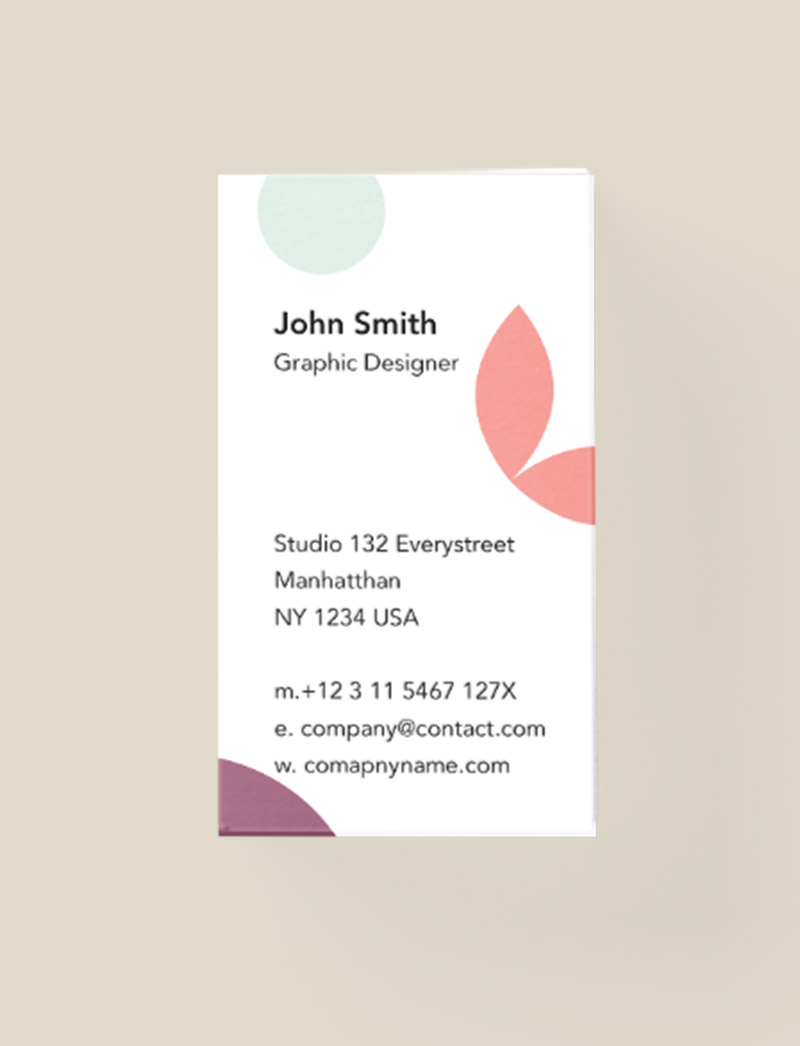 John Smith
Graphic Designer
Studio 132 Everystreet
Manhatthan
NY 1234 USA
m.+12 3 11 5467 127X
e. company@contact.com
w. comapnyname.com